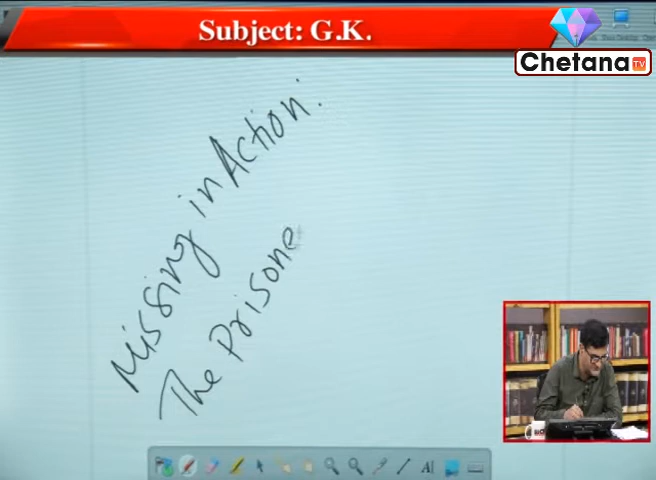 Subject: G.K.
Chetana TV
Missing in Action:
The Prisone